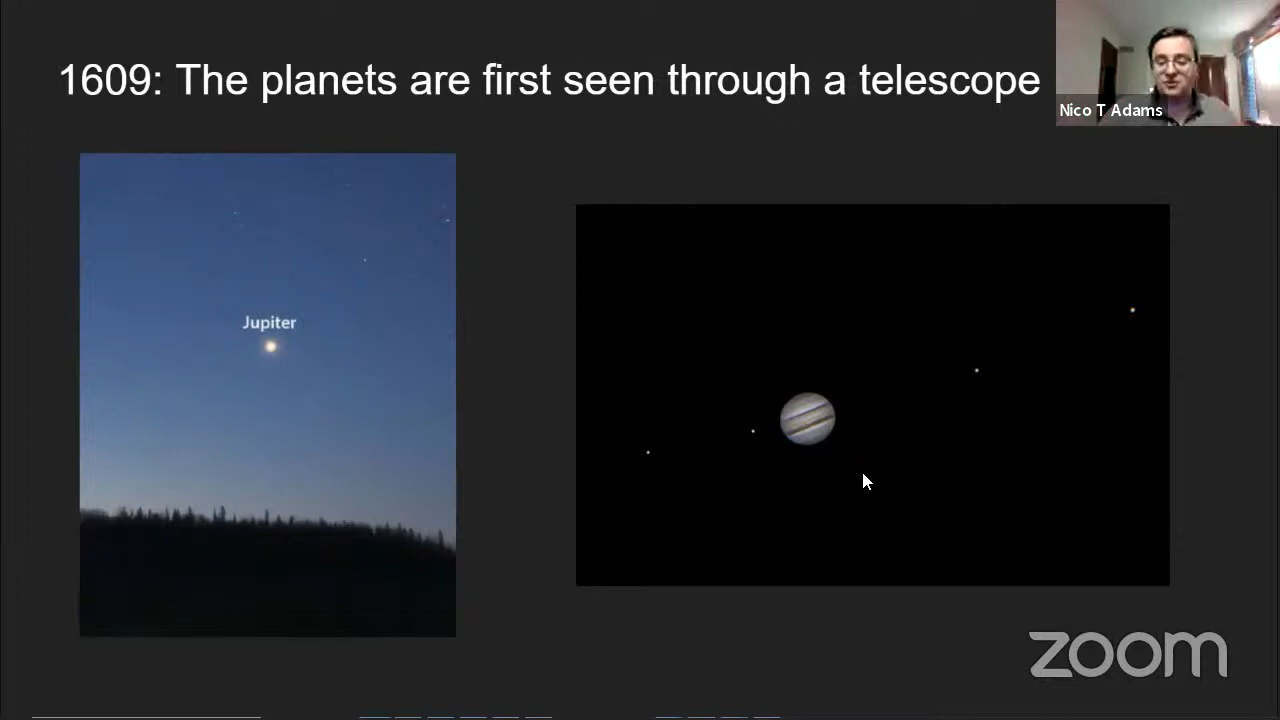 1609: The planets are first seen through a telescope
Nico T Adams
Jupiter
zoom